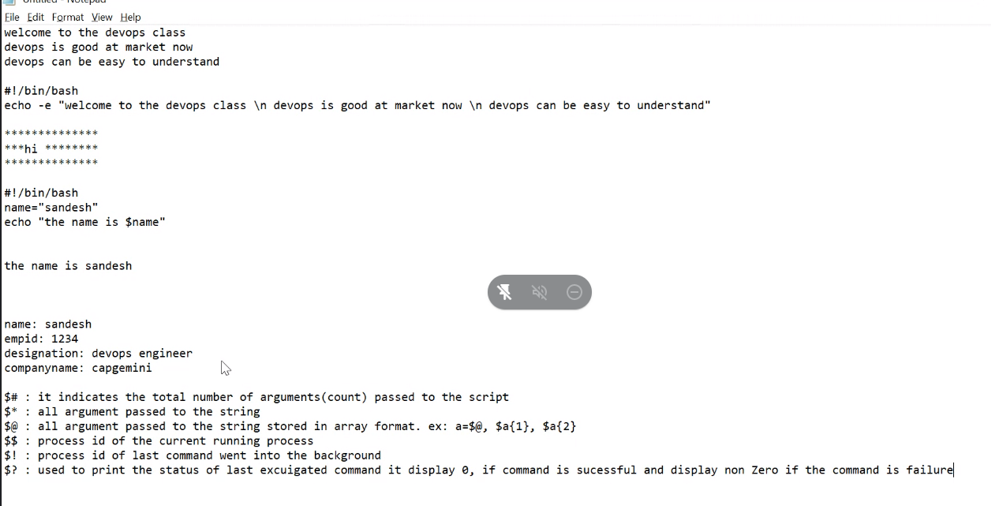 Untitled - Notepad
File Edit Format View Help
welcome to the devops class
devops is good at market now
devops can be easy to understand
#!/bin/bash
echo -e "welcome to the devops class \n devops is good at market now \n devops can be easy to understand"
**************
***hi ********
**************
#!/bin/bash
name="sandesh"
echo "the name is $name"
the name is sandesh
name: sandesh
empid: 1234
designation: devops engineer
companyname: capgemini
$# : it indicates the total number of arguments(count) passed to the script
$* : all argument passed to the string
$@ : all argument passed to the string stored in array format. ex: a=$@, $a{1}, $a{2}
$$ : process id of the current running process
$! : process id of last command went into the background
$? : used to print the status of last excuigated command it display 0, if command is sucessful and display non Zero if the command is failure